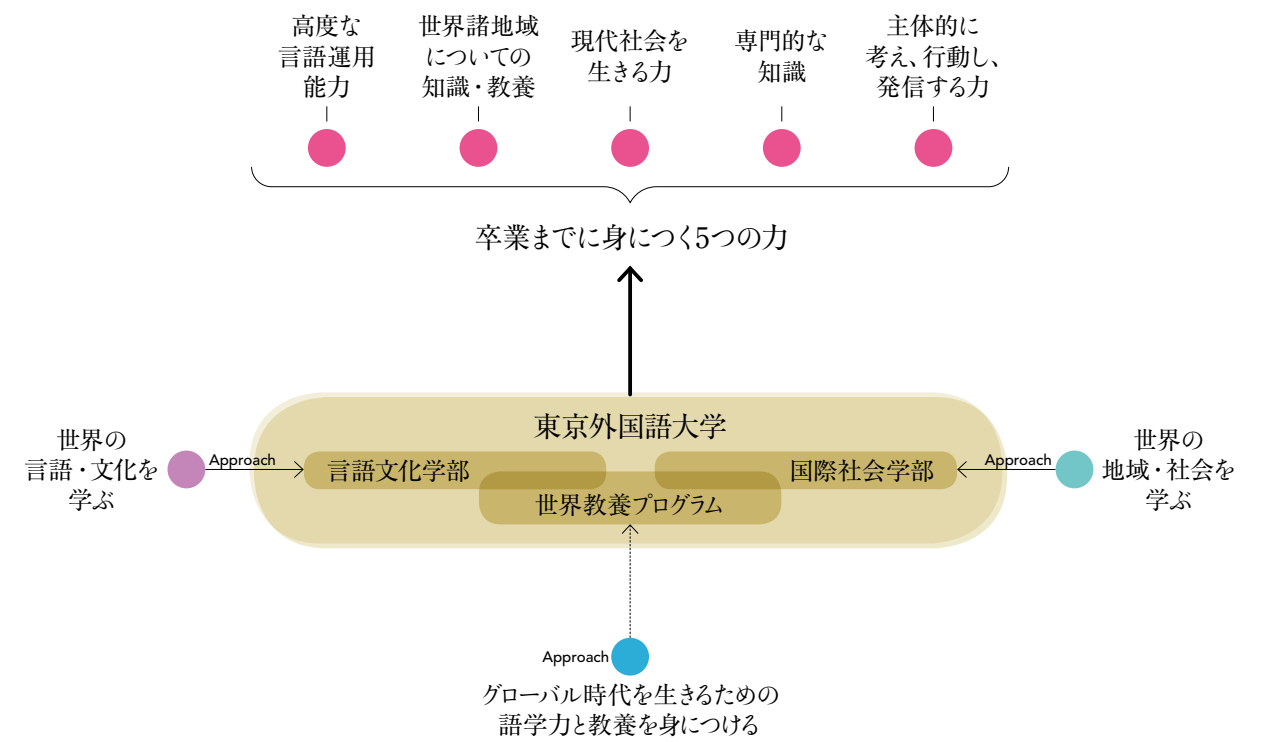 高度な
言語運用
能力
世界諸地域
についての
知識・教養
現代社会を
生きる力
専門的な
知識
主体的に
考え、行動し、
発信する力
卒業までに身につく5つの力
東京外国語大学
世界の
言語・文化を
学ぶ
Approach
言語文化学部
国際社会学部
Approach
世界の
地域・社会を
学ぶ
世界教養プログラム
Approach
グローバル時代を生きるための
語学力と教養を身につける